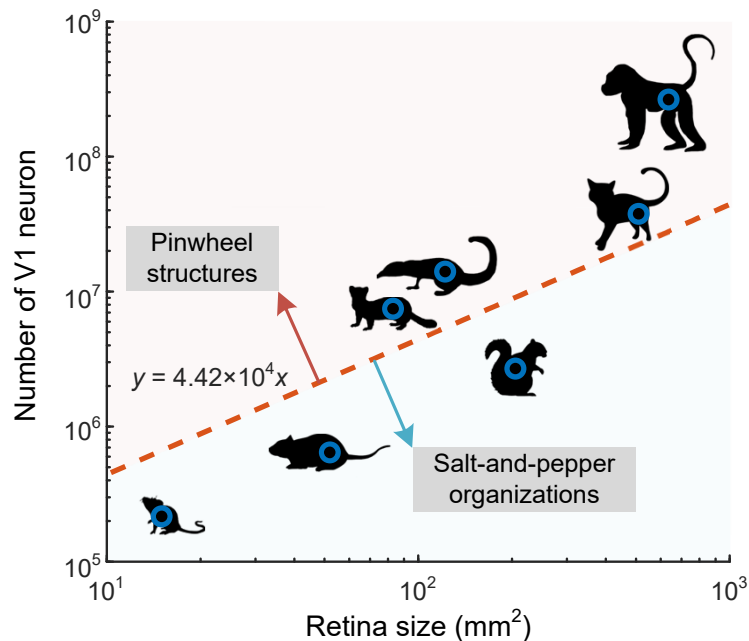 10⁹
10⁸
10⁷
10⁶
10⁵
Number of V1 neuron
Pinwheel
structures
y = 4.42×10⁴x
Salt-and-pepper
organizations
10¹
10²
10³
Retina size (mm²)